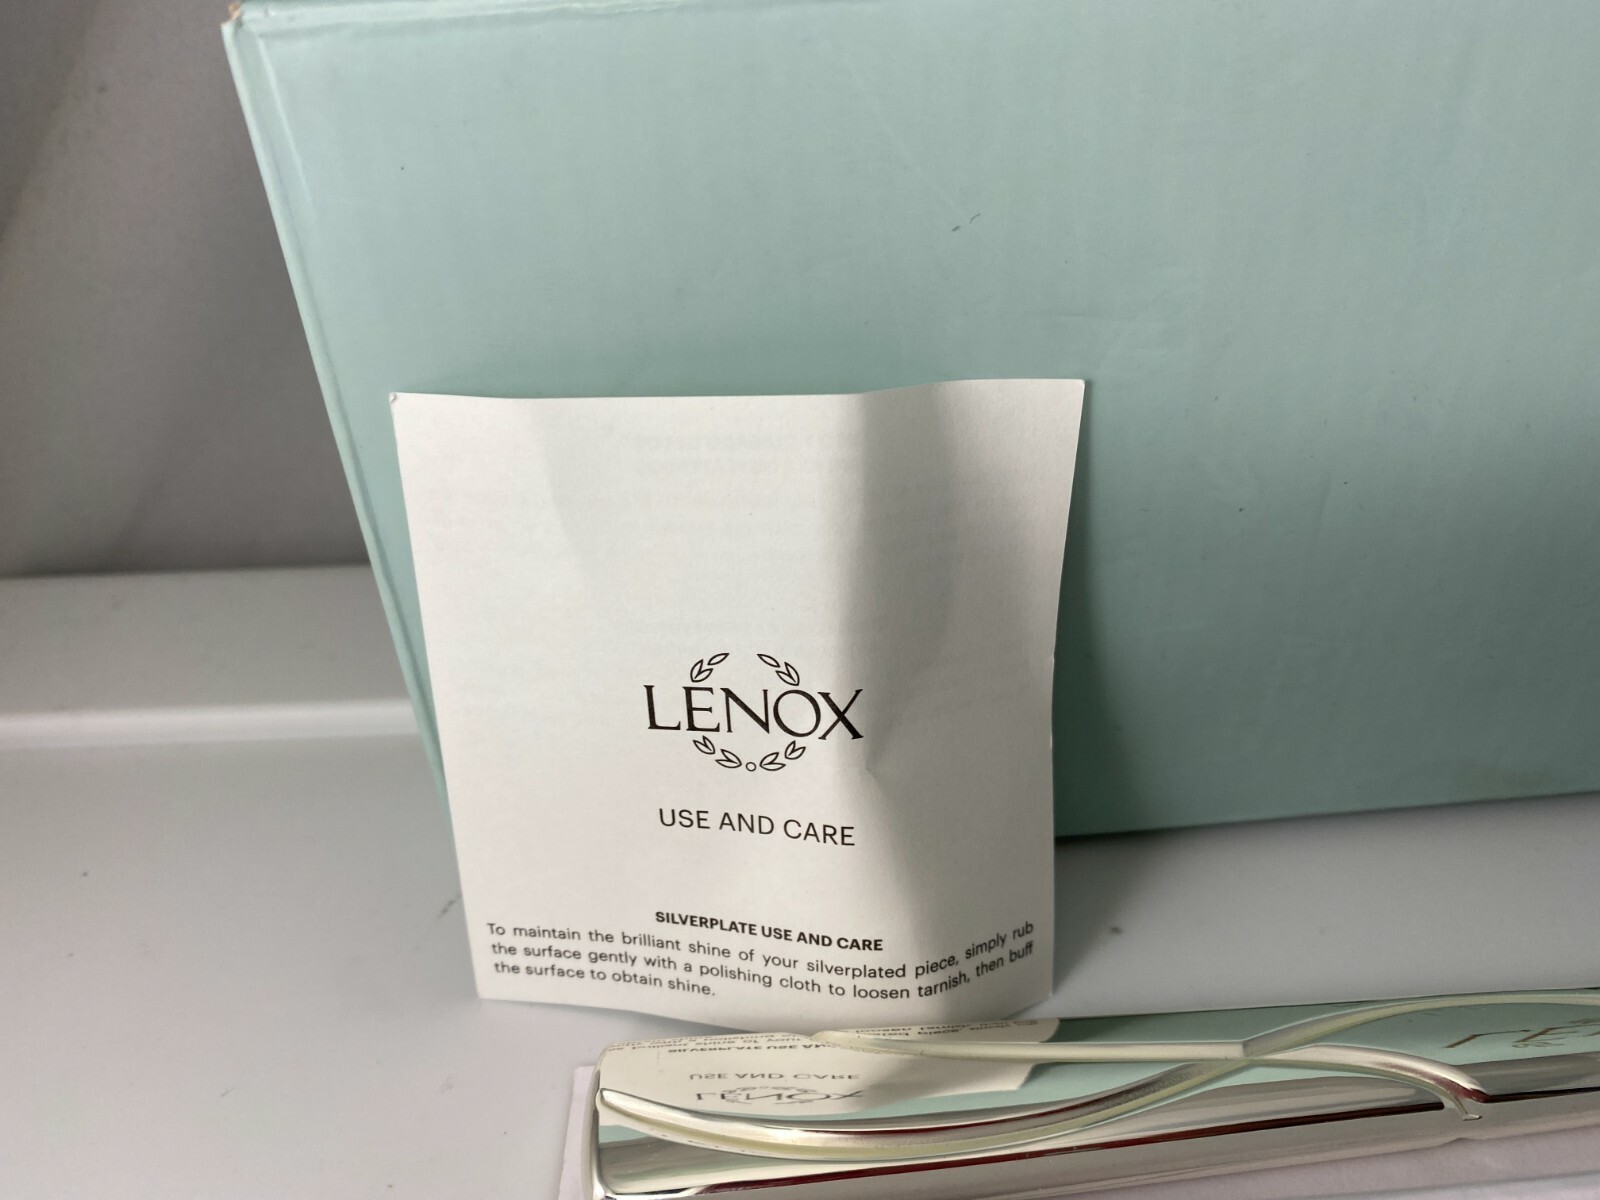 LENOX
USE AND CARE
SILVERPLATE USE AND CARE
To maintain the brilliant shine of your silverplated piece, simply rub
the surface gently with a polishing cloth to loosen tarnish, then buff
the surface to obtain shine.